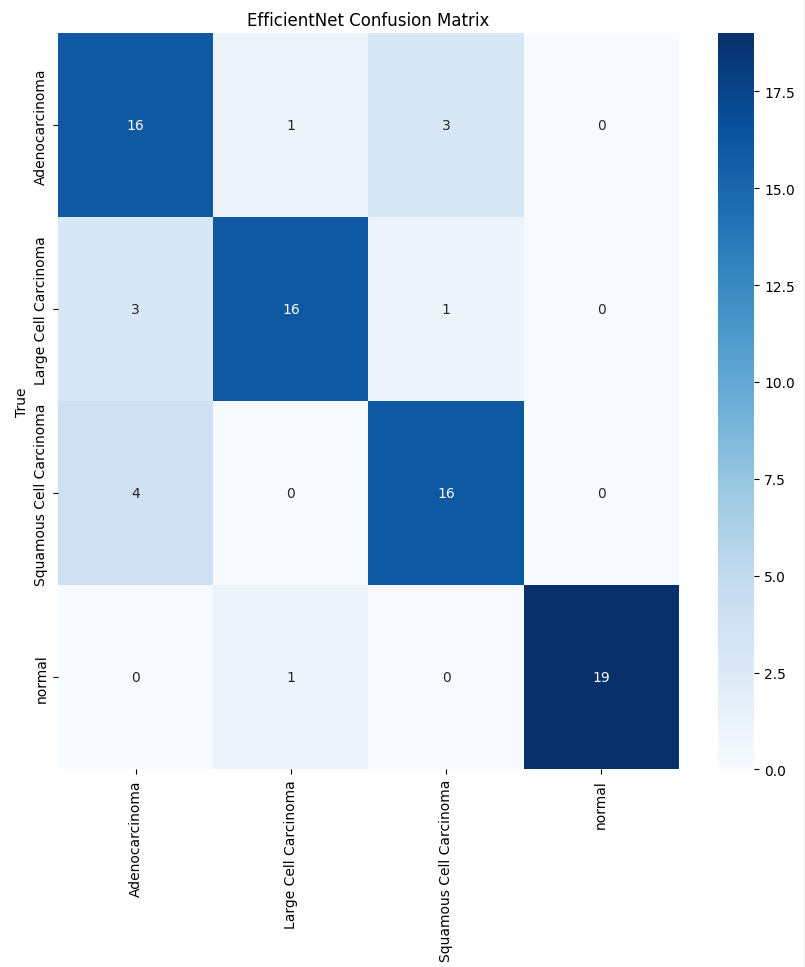 EfficientNet Confusion Matrix
True
Adenocarcinoma
16 1 3 0
Large Cell Carcinoma
3 16 1 0
Squamous Cell Carcinoma
4 0 16 0
normal
0 1 0 19
Adenocarcinoma
Large Cell Carcinoma
Squamous Cell Carcinoma
normal
17.5
15.0
12.5
10.0
7.5
5.0
2.5
0.0